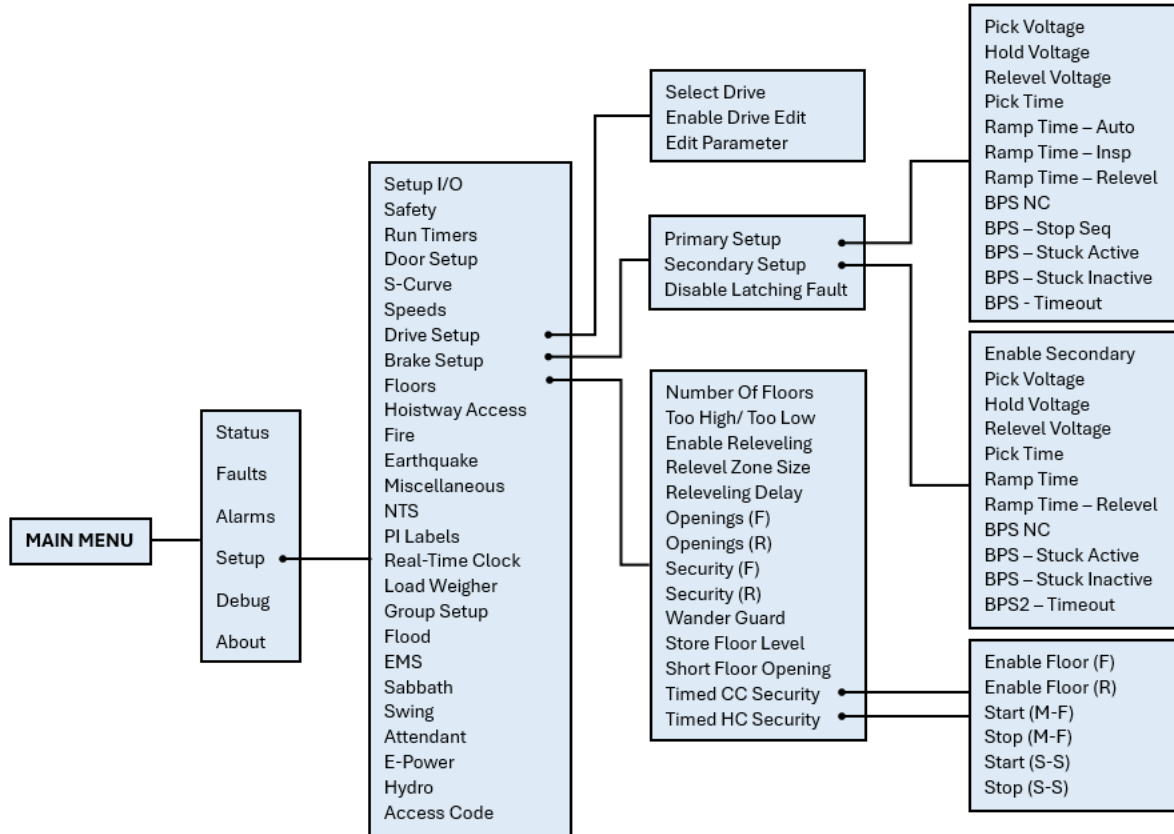 MAIN MENU
Status
Faults
Alarms
Setup
Debug
About
Setup I/O
Safety
Run Timers
Door Setup
S-Curve
Speeds
Drive Setup
Brake Setup
Floors
Hoistway Access
Fire
Earthquake
Miscellaneous
NTS
PI Labels
Real-Time Clock
Load Weigher
Group Setup
Flood
EMS
Sabbath
Swing
Attendant
E-Power
Hydro
Access Code
Select Drive
Enable Drive Edit
Edit Parameter
Primary Setup
Secondary Setup
Disable Latching Fault
Number Of Floors
Too High/ Too Low
Enable Releveling
Relevel Zone Size
Releveling Delay
Openings (F)
Openings (R)
Security (F)
Security (R)
Wander Guard
Store Floor Level
Short Floor Opening
Timed CC Security
Timed HC Security
Pick Voltage
Hold Voltage
Relevel Voltage
Pick Time
Ramp Time – Auto
Ramp Time – Insp
Ramp Time – Relevel
BPS NC
BPS – Stop Seq
BPS – Stuck Active
BPS – Stuck Inactive
BPS - Timeout
Enable Secondary
Pick Voltage
Hold Voltage
Relevel Voltage
Pick Time
Ramp Time
Ramp Time – Relevel
BPS NC
BPS – Stuck Active
BPS – Stuck Inactive
BPS2 – Timeout
Enable Floor (F)
Enable Floor (R)
Start (M-F)
Stop (M-F)
Start (S-S)
Stop (S-S)